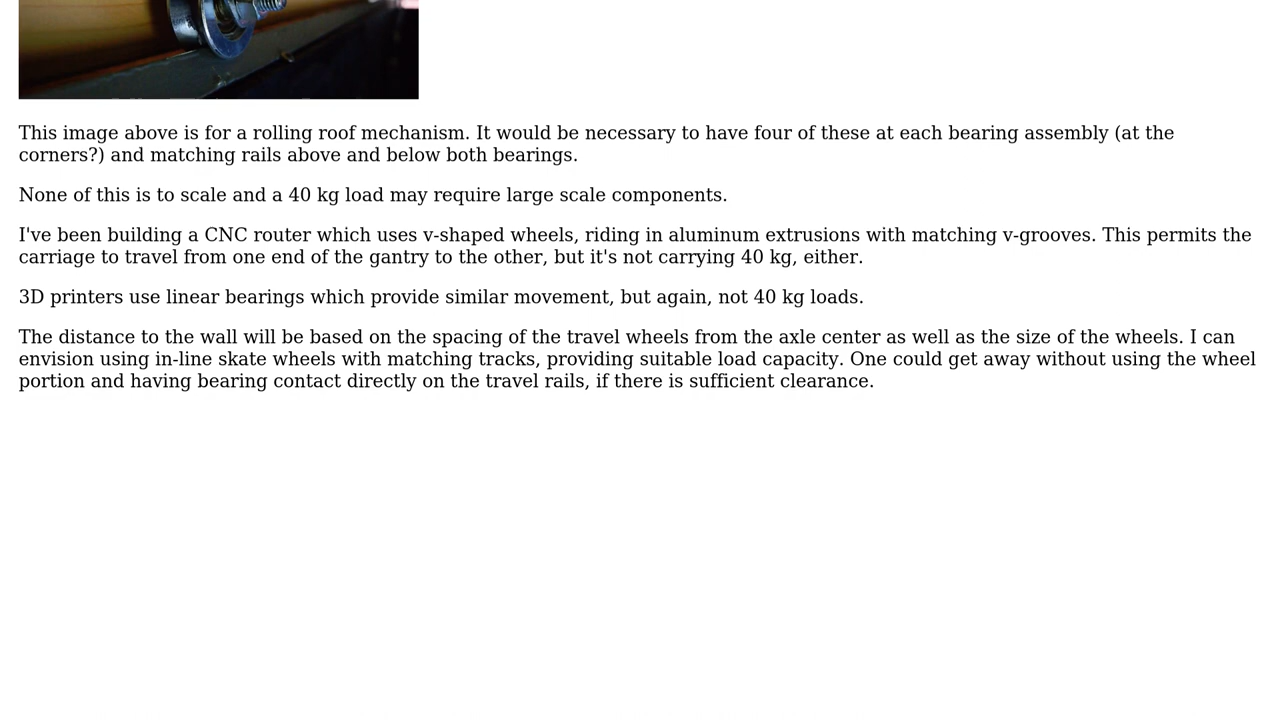 This image above is for a rolling roof mechanism. It would be necessary to have four of these at each bearing assembly (at the
corners?) and matching rails above and below both bearings.
None of this is to scale and a 40 kg load may require large scale components.
I've been building a CNC router which uses v-shaped wheels, riding in aluminum extrusions with matching v-grooves. This permits the
carriage to travel from one end of the gantry to the other, but it's not carrying 40 kg, either.
3D printers use linear bearings which provide similar movement, but again, not 40 kg loads.
The distance to the wall will be based on the spacing of the travel wheels from the axle center as well as the size of the wheels. I can
envision using in-line skate wheels with matching tracks, providing suitable load capacity. One could get away without using the wheel
portion and having bearing contact directly on the travel rails, if there is sufficient clearance.